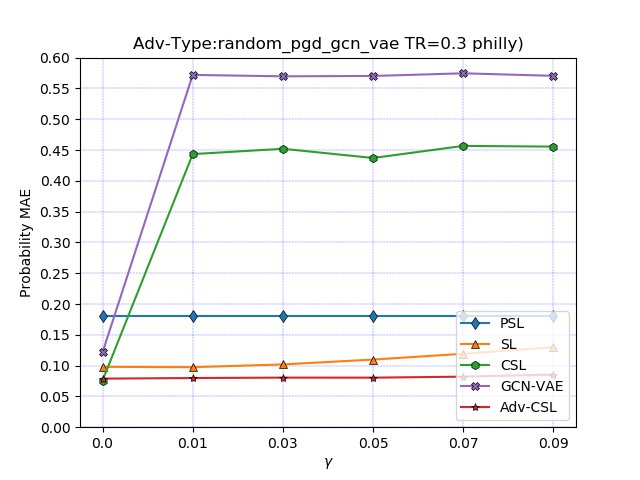 Adv-Type:random_pgd_gcn_vae TR=0.3 philly)
Probability MAE
0.60
0.55
0.50
0.45
0.40
0.35
0.30
0.25
0.20
0.15
0.10
0.05
0.00
PSL
SL
CSL
GCN-VAE
Adv-CSL
0.0 0.01 0.03 0.05 0.07 0.09
γ